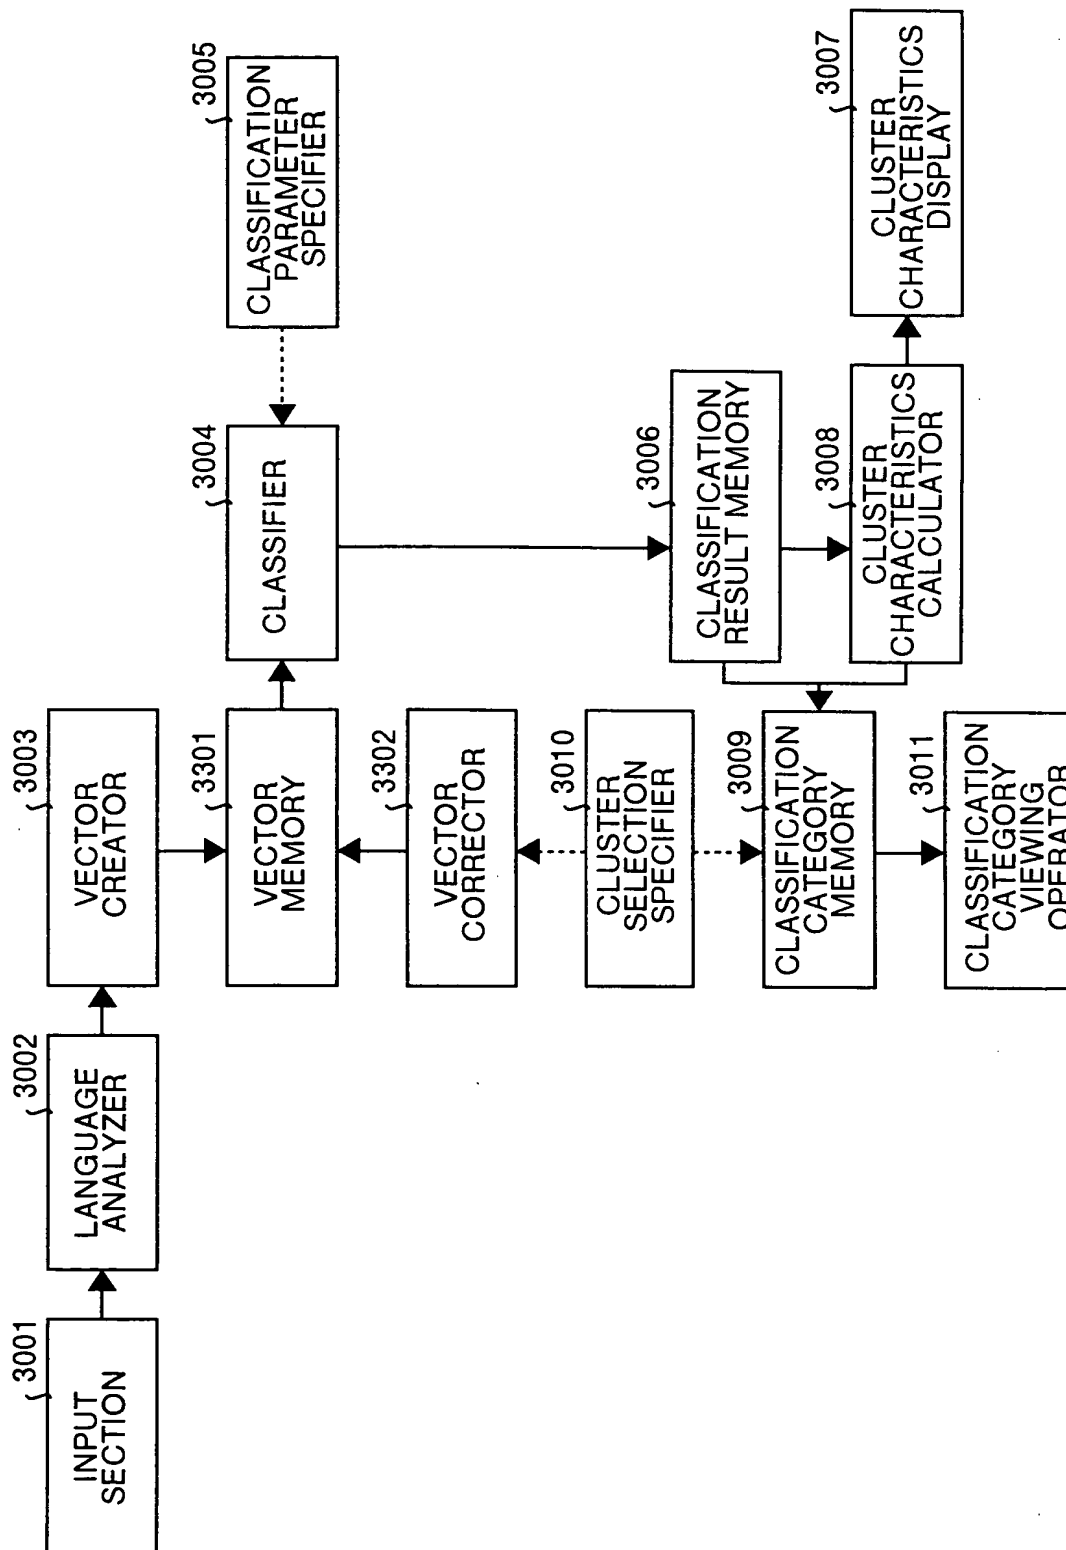 3001
INPUT
SECTION
3002
LANGUAGE
ANALYZER
3003
VECTOR
CREATOR
3301
VECTOR
MEMORY
3302
VECTOR
CORRECTOR
3010
CLUSTER
SELECTION
SPECIFIER
3009
CLASSIFICATION
CATEGORY
MEMORY
3011
CLASSIFICATION
CATEGORY
VIEWING
OPERATOR
3004
CLASSIFIER
3005
CLASSIFICATION
PARAMETER
SPECIFIER
3006
CLASSIFICATION
RESULT MEMORY
3008
CLUSTER
CHARACTERISTICS
CALCULATOR
3007
CLUSTER
CHARACTERISTICS
DISPLAY